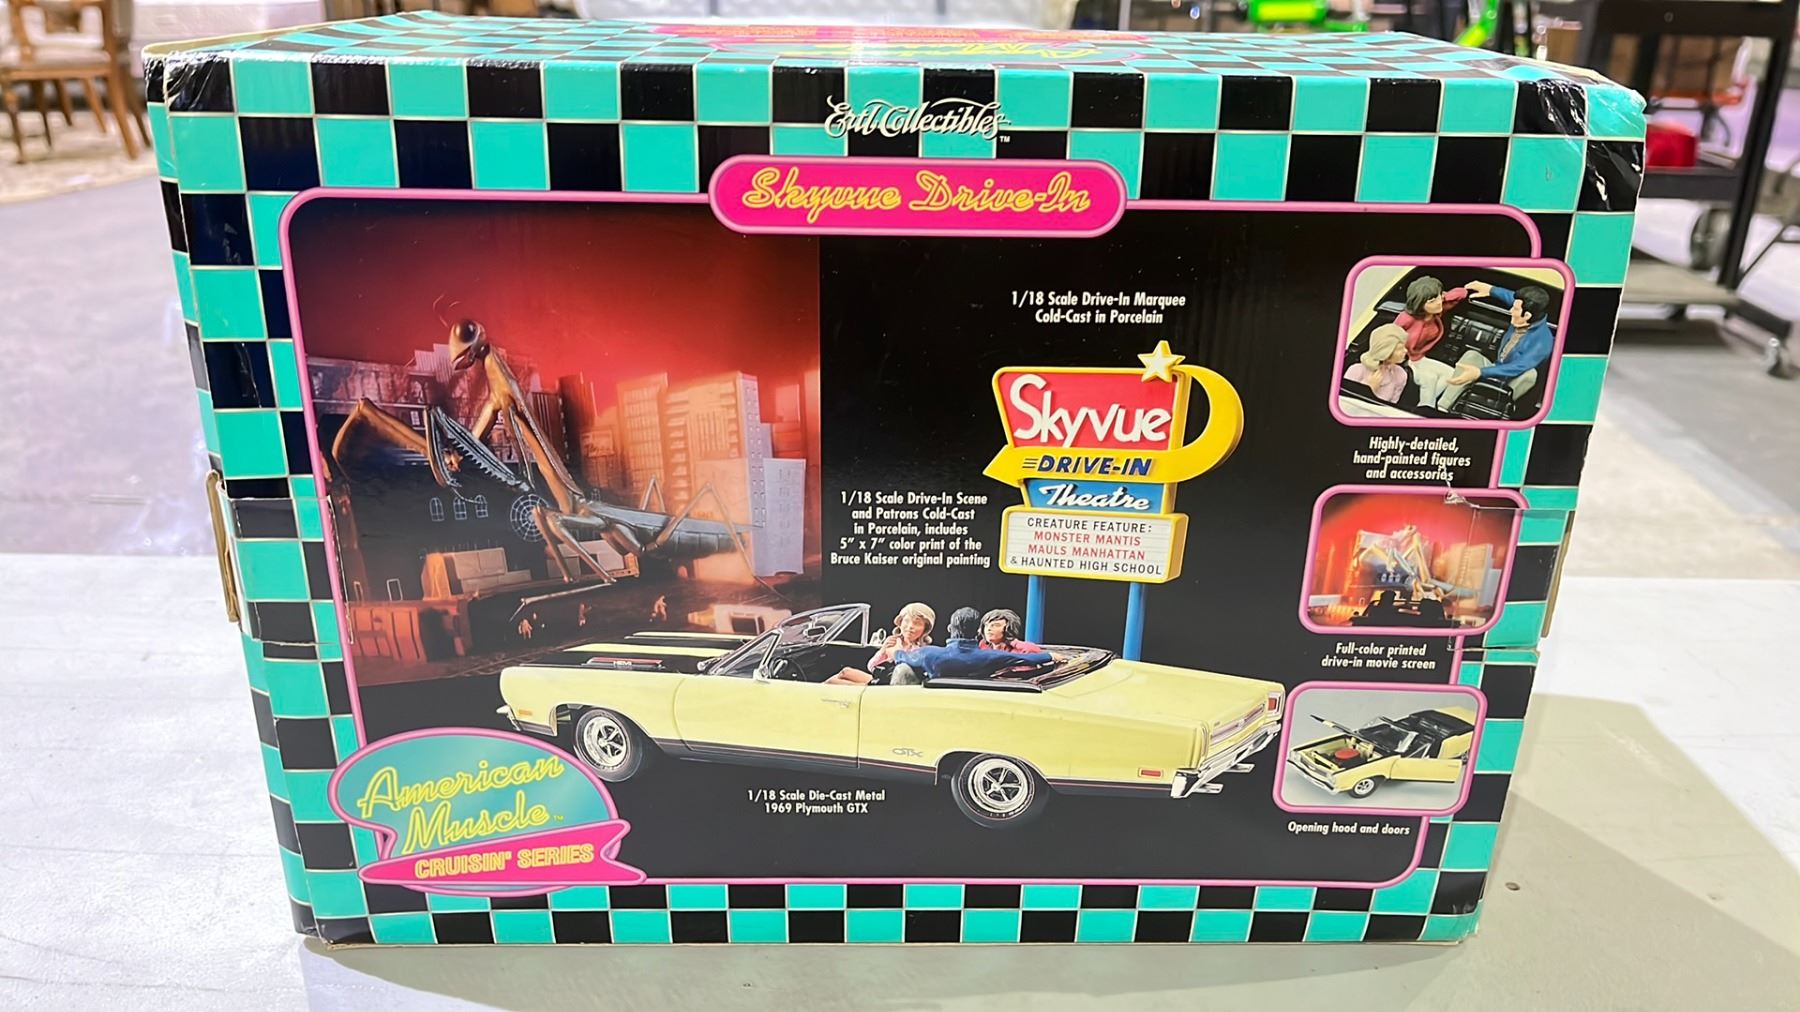 Ertl Collectibles™
Skyvue Drive-In
1/18 Scale Drive-In Marquee
Cold-Cast in Porcelain
Skyvue
DRIVE-IN
Theatre
CREATURE FEATURE:
MONSTER MANTIS
MAULS MANHATTAN
& HAUNTED HIGH SCHOOL
1/18 Scale Drive-In Scene
and Patrons Cold-Cast
in Porcelain, includes
5" x 7" color print of the
Bruce Kaiser original painting
Highly-detailed,
hand-painted figures
and accessories
Full-color printed
drive-in movie screen
Opening hood and doors
GTX
1/18 Scale Die-Cast Metal
1969 Plymouth GTX
American
Muscle™
CRUISIN' SERIES